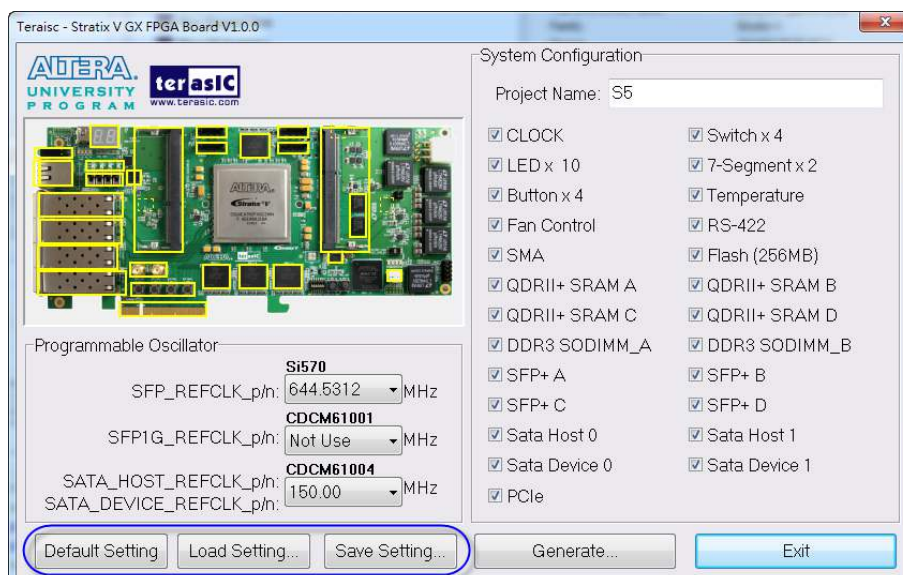 Teraisc - Stratix V GX FPGA Board V1.0.0
ALTERA.
UNIVERSITY
PROGRAM
terasIC
www.terasic.com
System Configuration
Project Name: S5
CLOCK
Switch x 4
LED x 10
7-Segment x 2
Button x 4
Temperature
Fan Control
RS-422
SMA
Flash (256MB)
QDRII+ SRAM A
QDRII+ SRAM B
QDRII+ SRAM C
QDRII+ SRAM D
DDR3 SODIMM_A
DDR3 SODIMM_B
SFP+ A
SFP+ B
SFP+ C
SFP+ D
Sata Host 0
Sata Host 1
Sata Device 0
Sata Device 1
PCIe
ALTERA
Stratix V
Programmable Oscillator
Si570
SFP_REFCLK_p/n: 644.5312 MHz
CDCM61001
SFP1G_REFCLK_p/n: Not Use MHz
CDCM61004
SATA_HOST_REFCLK_p/n:
SATA_DEVICE_REFCLK_p/n:
150.00 MHz
Default Setting
Load Setting...
Save Setting...
Generate...
Exit